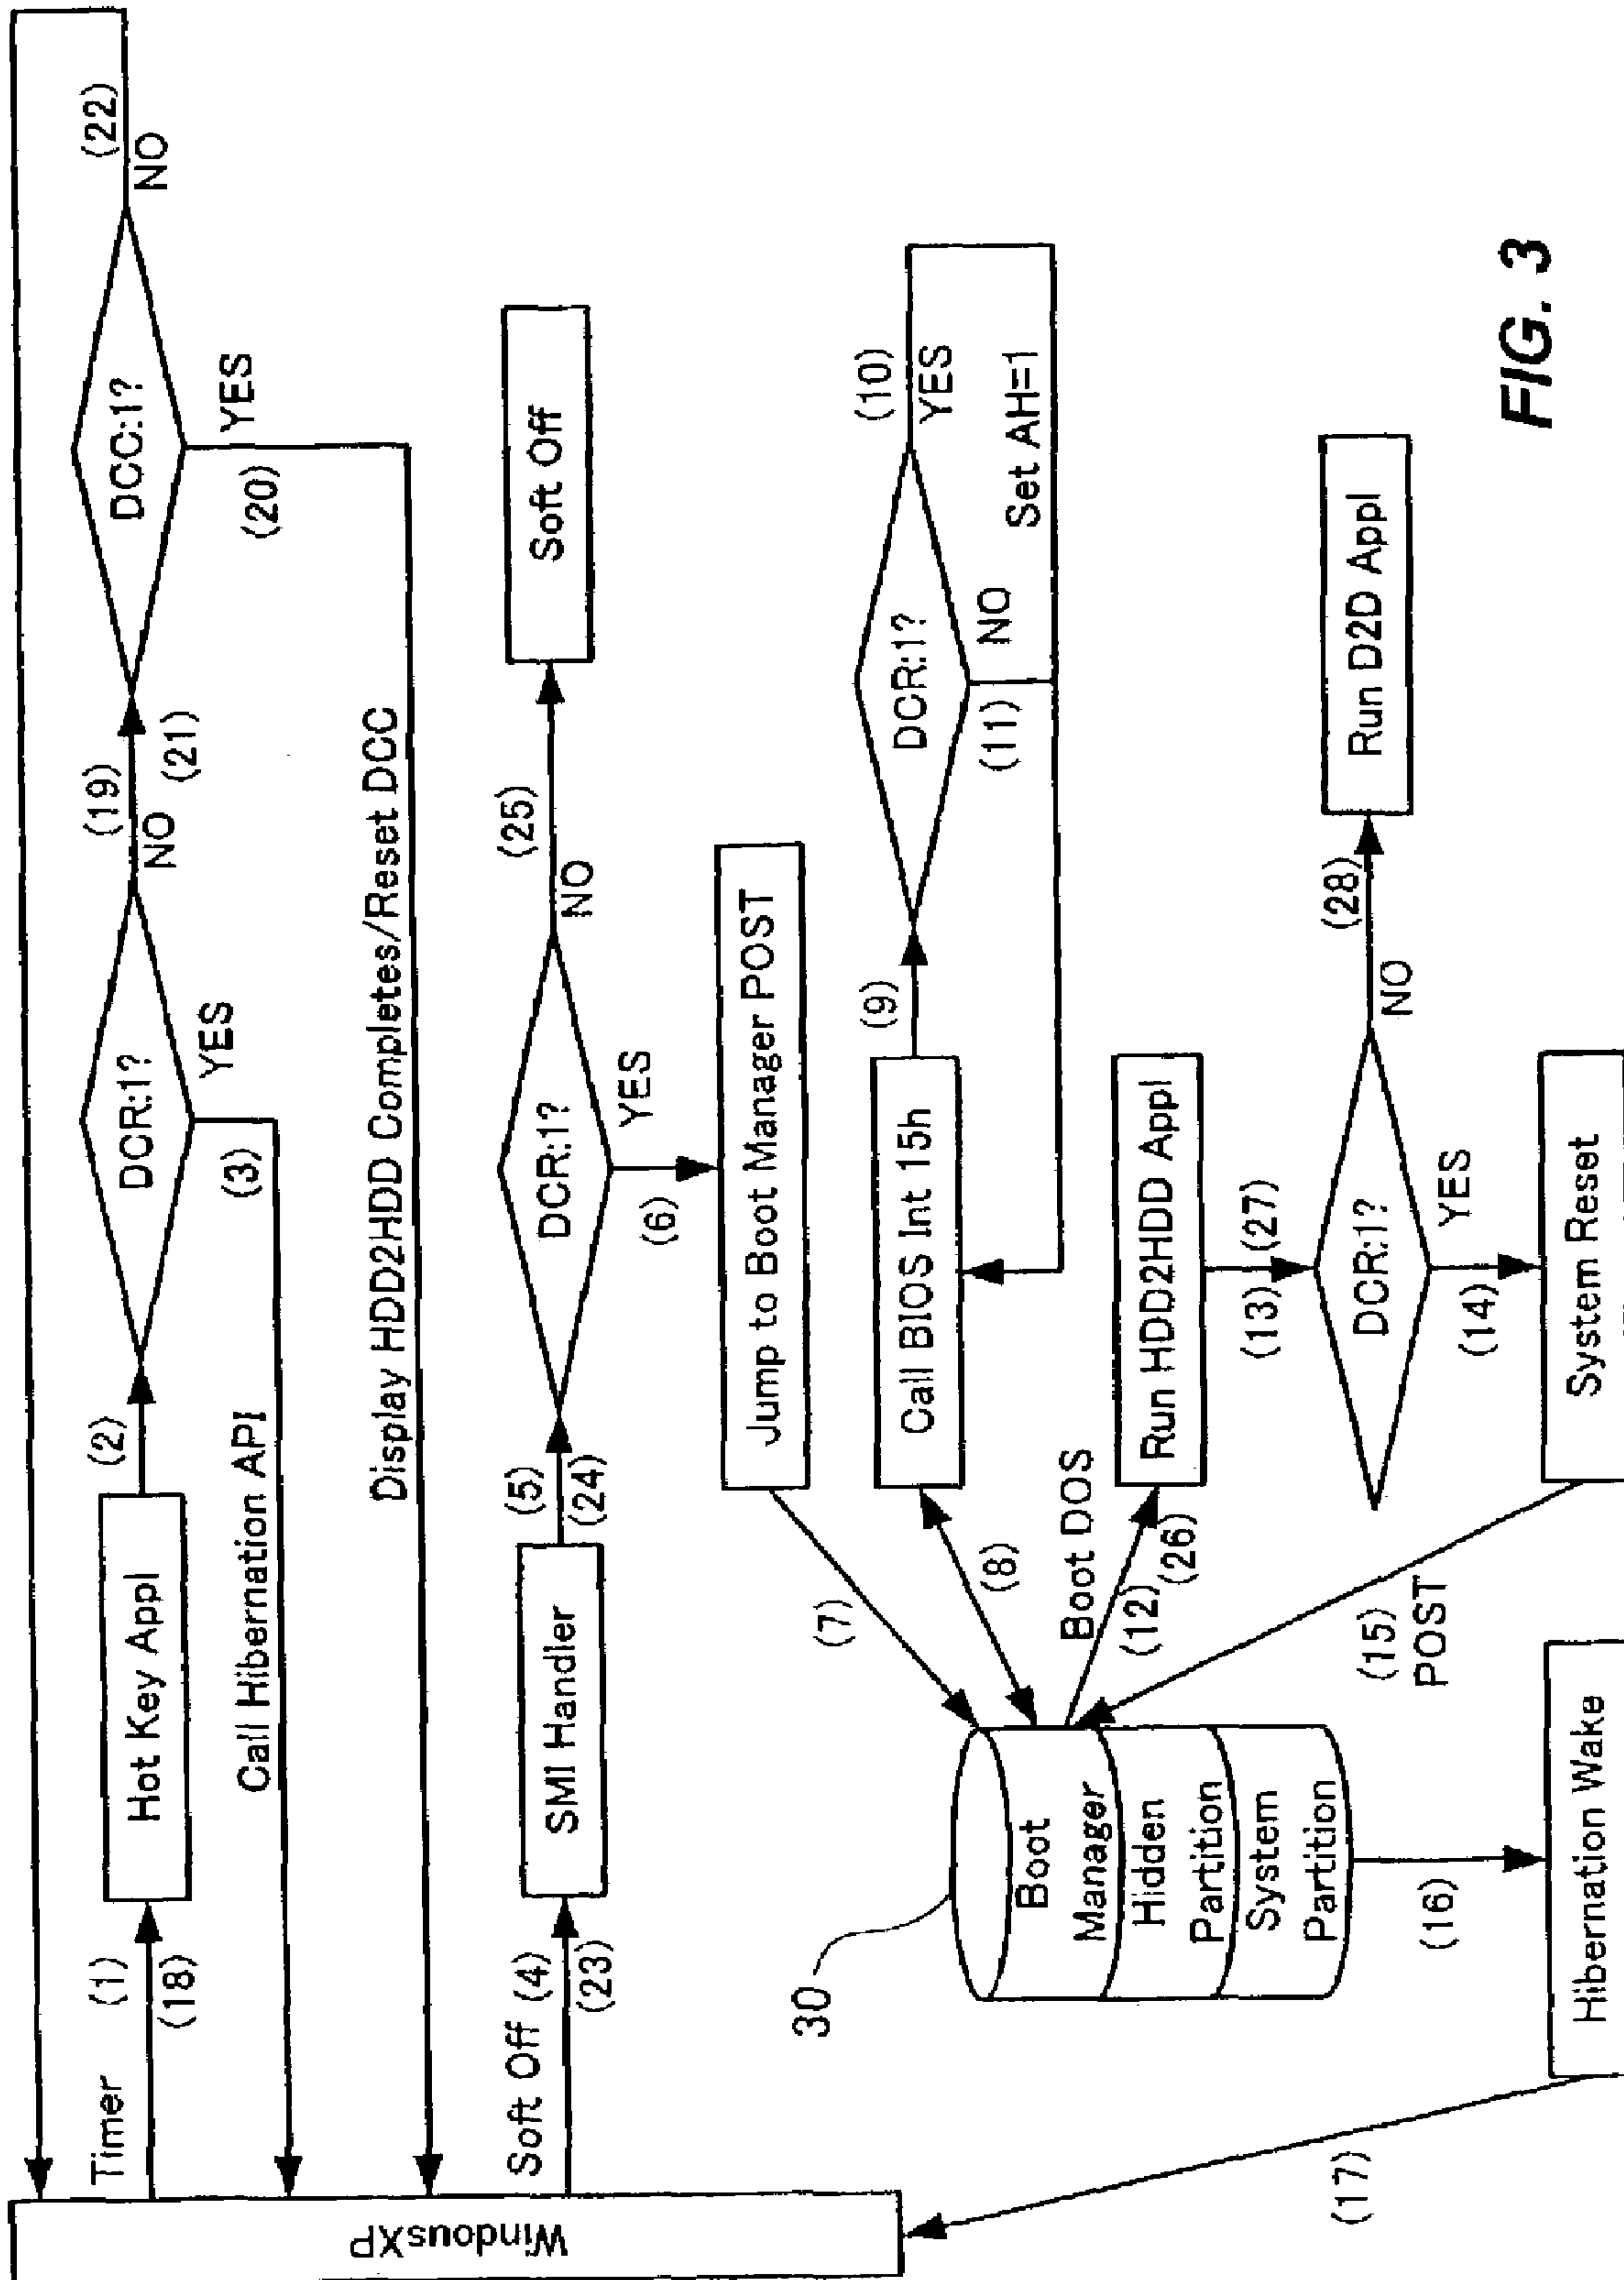 WindousXP
Timer
(1)
(18)
Hot Key Appl
(2)
DCR:1?
YES
(3)
Call Hibernation API
(19)
NO
(21)
DCC:1?
(22)
NO
YES
(20)
Display HDD2HDD Completes/Reset DCC
Soft Off
(4)
(23)
SMI Handler
(5)
(24)
DCR:1?
(25)
NO
Soft Off
YES
(6)
Jump to Boot Manager POST
(7)
30
Boot
Manager
Hidden
Partition
System
Partition
(8)
Call BIOS Int 15h
(9)
DCR:1?
(10)
YES
Set AH=1
NO
(11)
Boot DOS
(12)
(26)
Run HDD2HDD Appl
(13)
(27)
DCR:1?
(28)
NO
Run D2D Appl
YES
(14)
System Reset
(15)
POST
(16)
Hibernation Wake
(17)
FIG. 3